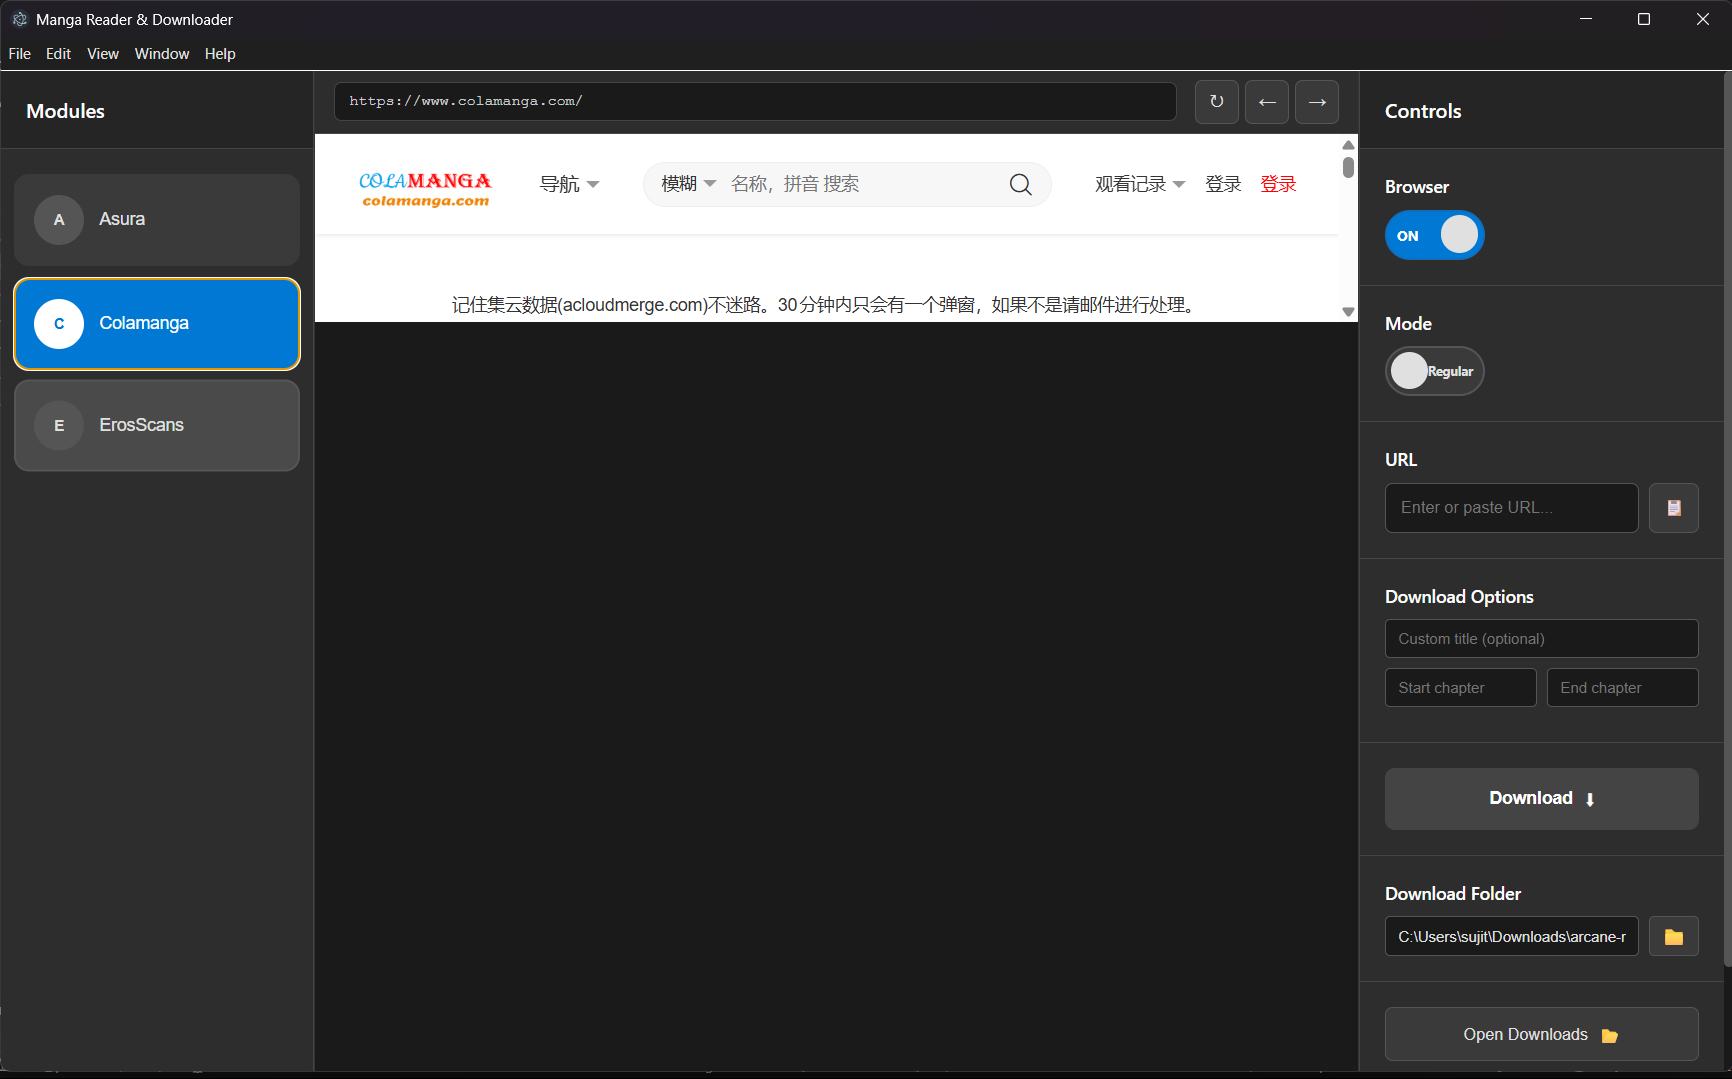 Manga Reader & Downloader
File Edit View Window Help
Modules
https://www.colamanga.com/
↻ ← →
Controls
A Asura
C Colamanga
E ErosScans
COLAMANGA
colamanga.com
导航
模糊 名称，拼音 搜索
观看记录 登录 登录
记住集云数据(acloudmerge.com)不迷路。30分钟内只会有一个弹窗，如果不是请邮件进行处理。
Browser
ON
Mode
Regular
URL
Enter or paste URL...
Download Options
Custom title (optional)
Start chapter End chapter
Download ⬇
Download Folder
C:\Users\sujit\Downloads\arcane-r
Open Downloads